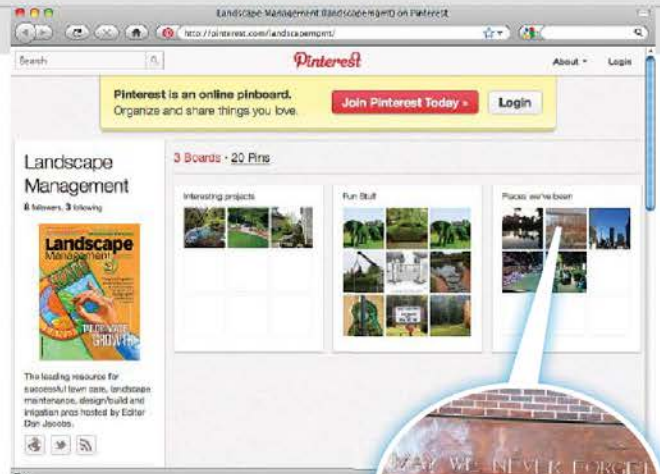 Landscape Management (landscapemgmt) on Pinterest
http://pinterest.com/landscapemgmt/
Search
Pinterest
About
Login
Pinterest is an online pinboard.
Organize and share things you love.
Join Pinterest Today »
Login
Landscape
Management
8 followers, 3 following
3 Boards · 20 Pins
Interesting projects
Fun Stuff
Places we've been
Landscape
Management
GROWTH
The leading resource for
successful lawn care, landscape
maintenance, design/build and
irrigation pros hosted by Editor
Dan Jacobs.
MAY WE NEVER FORGET